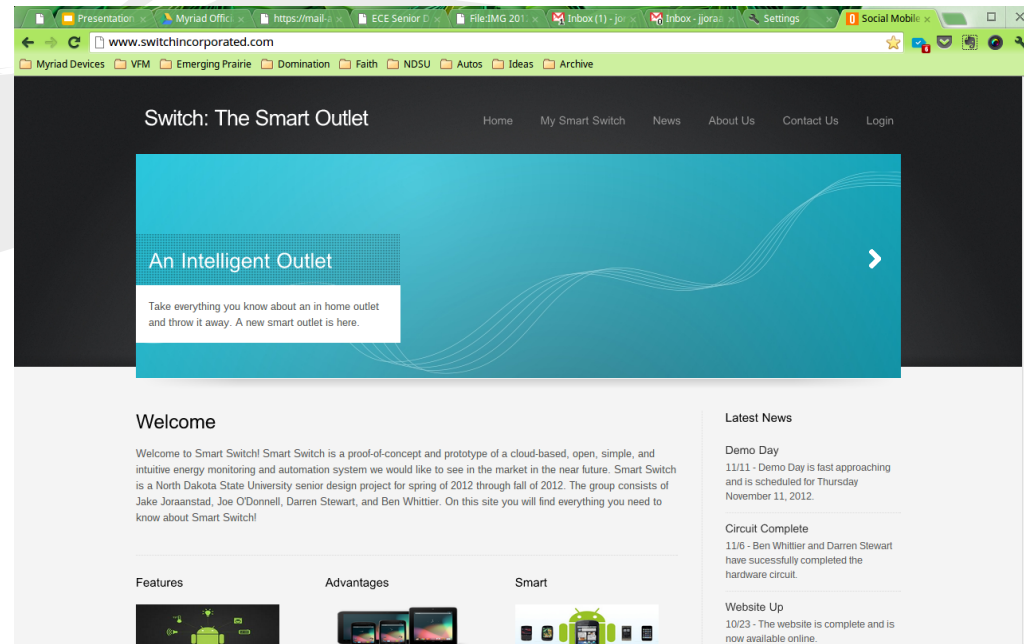 Presentation
Myriad Offic
https://mail-a
ECE Senior D
File:IMG 201
Inbox (1) - jor
Inbox - jjoraa
Settings
Social Mobile
www.switchincorporated.com
6
Myriad Devices VFM Emerging Prairie Domination Faith NDSU Autos Ideas Archive
Switch: The Smart Outlet
Home My Smart Switch News About Us Contact Us Login
An Intelligent Outlet
Take everything you know about an in home outlet
and throw it away. A new smart outlet is here.
Welcome
Welcome to Smart Switch! Smart Switch is a proof-of-concept and prototype of a cloud-based, open, simple, and
intuitive energy monitoring and automation system we would like to see in the market in the near future. Smart Switch
is a North Dakota State University senior design project for spring of 2012 through fall of 2012. The group consists of
Jake Joraanstad, Joe O'Donnell, Darren Stewart, and Ben Whittier. On this site you will find everything you need to
know about Smart Switch!
Features
Advantages
Smart
Latest News
Demo Day
11/11 - Demo Day is fast approaching
and is scheduled for Thursday
November 11, 2012.
Circuit Complete
11/6 - Ben Whittier and Darren Stewart
have sucessfully completed the
hardware circuit.
Website Up
10/23 - The website is complete and is
now available online.